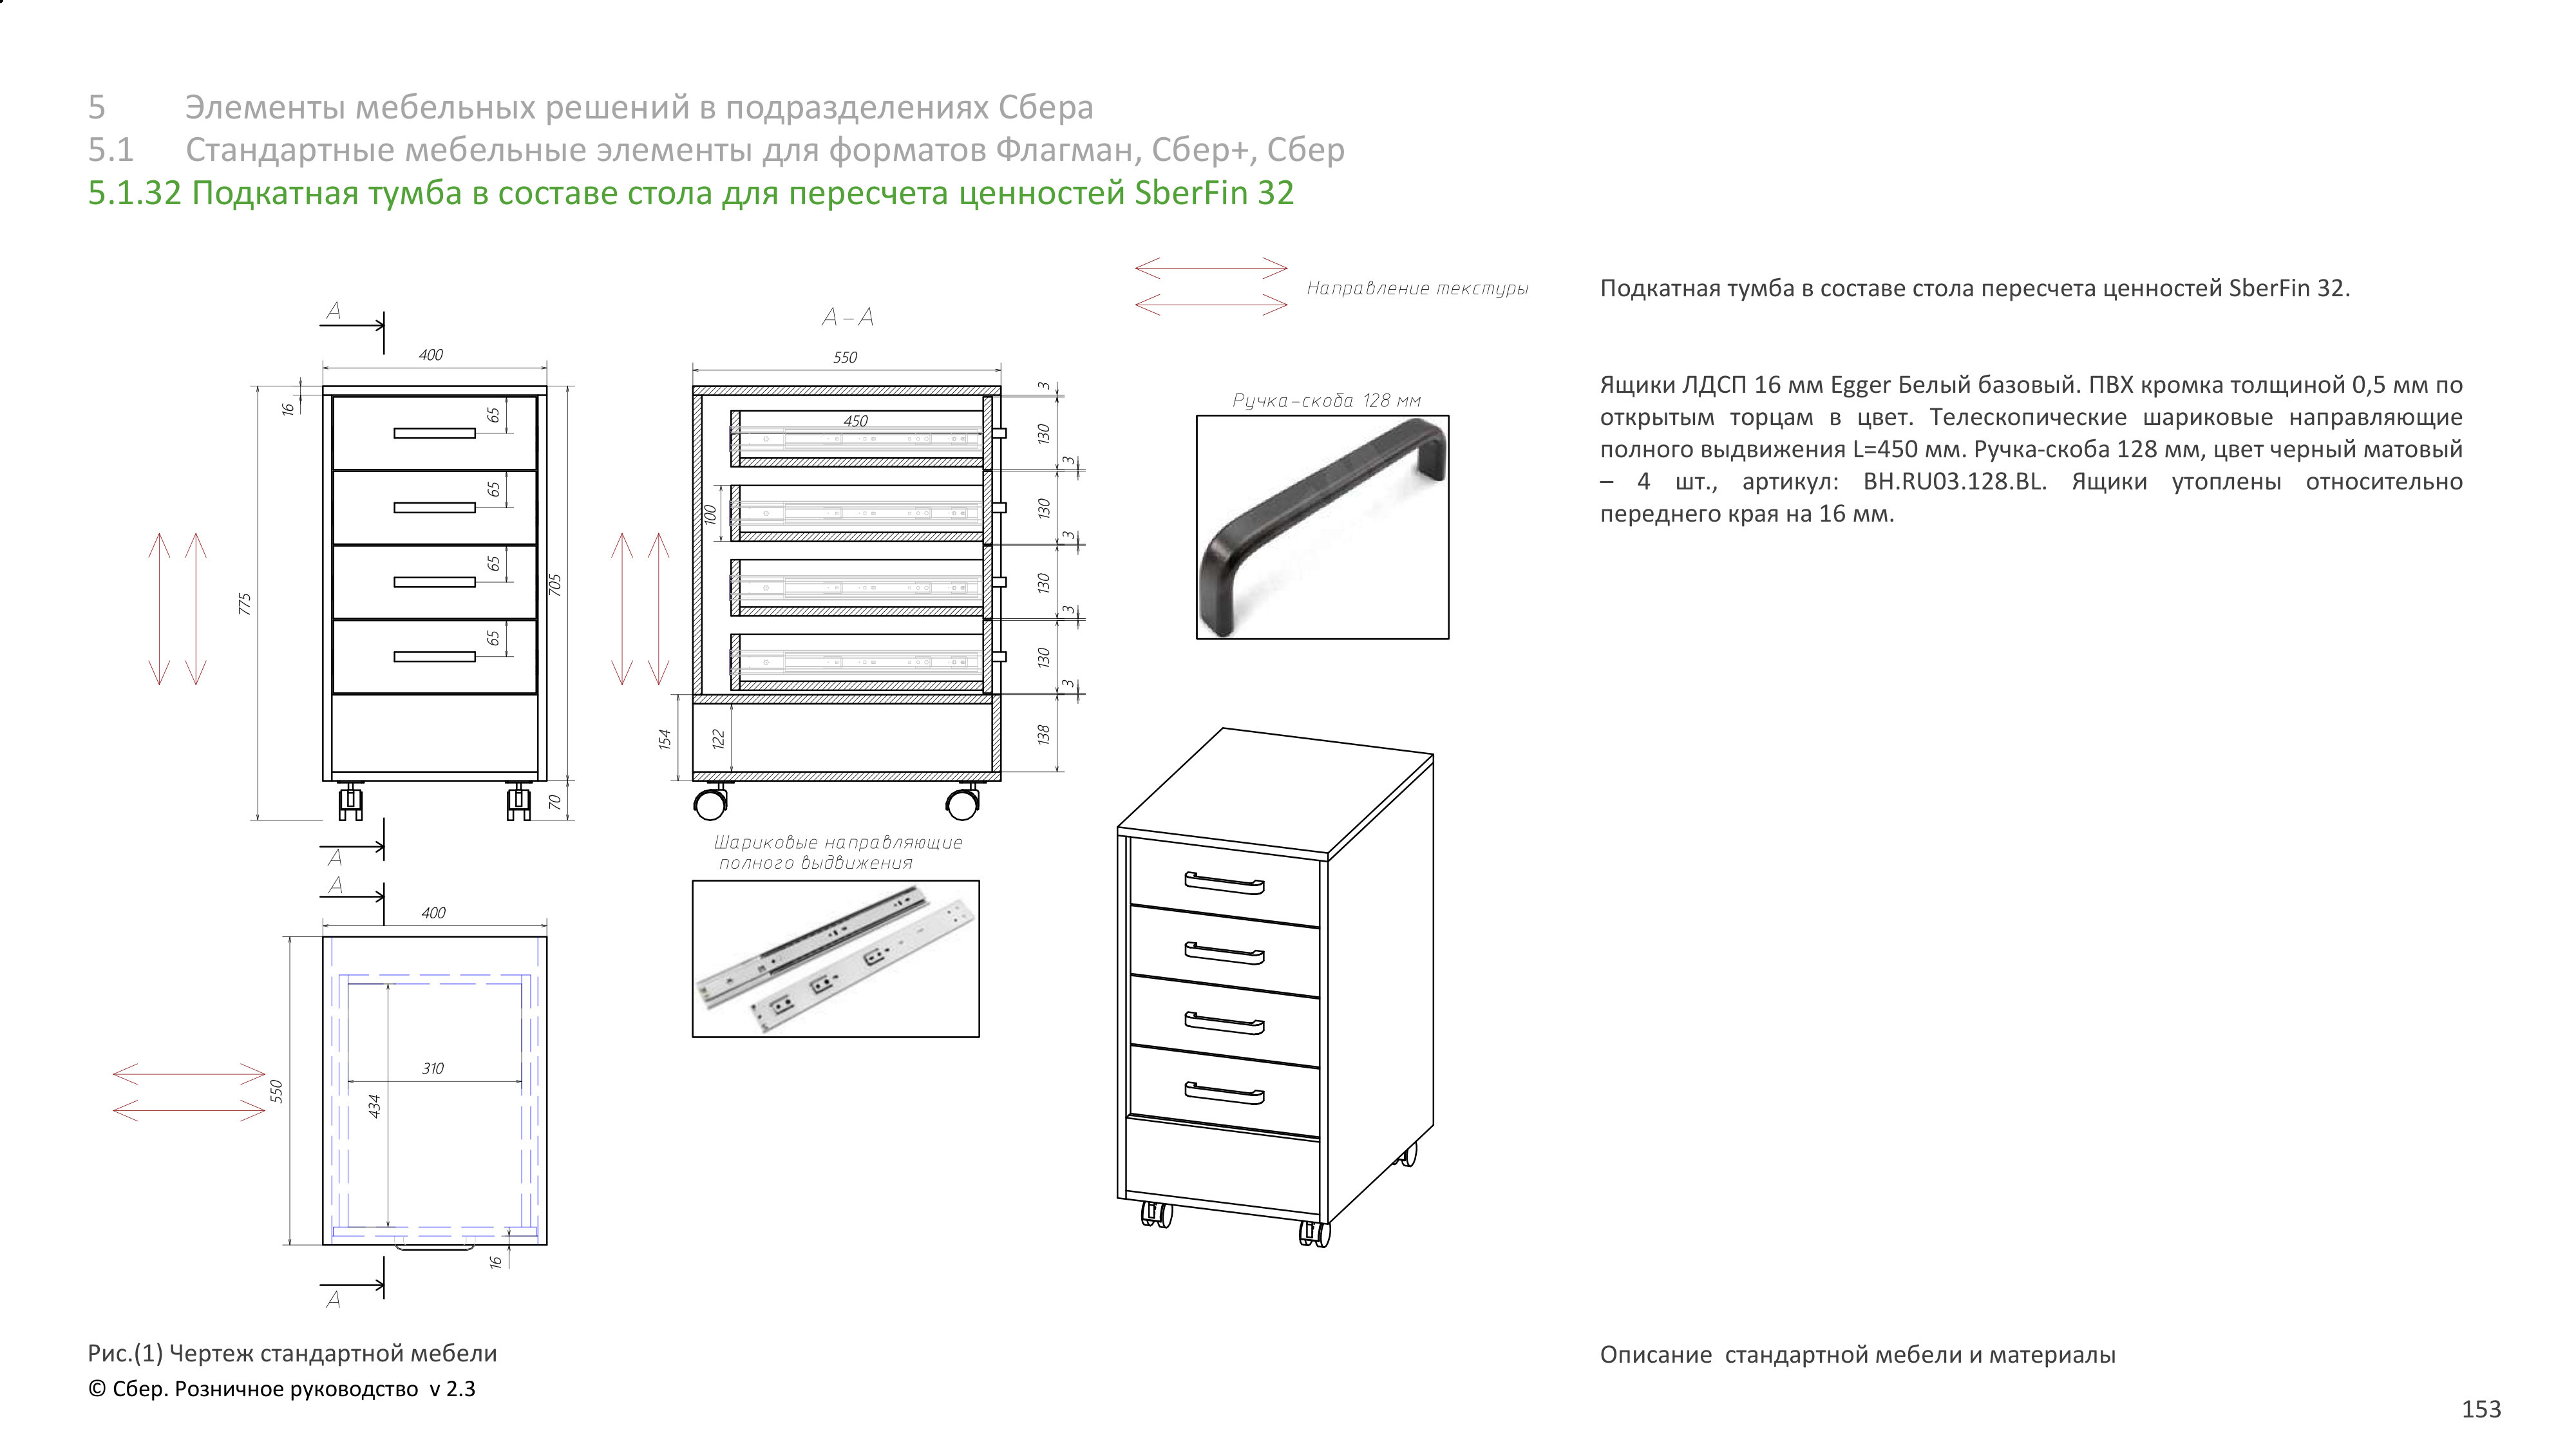 5 Элементы мебельных решений в подразделениях Сбера
5.1 Стандартные мебельные элементы для форматов Флагман, Сбер+, Сбер
5.1.32 Подкатная тумба в составе стола для пересчета ценностей SberFin 32
Направление текстуры
A
400
16
65
65
65
65
775
705
70
A
A-A
550
450
100
3
130
3
130
3
130
3
130
3
138
154
122
Ручка-скоба 128 мм
Шариковые направляющие
полного выдвижения
A
400
550
310
434
16
A
Подкатная тумба в составе стола пересчета ценностей SberFin 32.
Ящики ЛДСП 16 мм Egger Белый базовый. ПВХ кромка толщиной 0,5 мм по
открытым торцам в цвет. Телескопические шариковые направляющие
полного выдвижения L=450 мм. Ручка-скоба 128 мм, цвет черный матовый
– 4 шт., артикул: BH.RU03.128.BL. Ящики утоплены относительно
переднего края на 16 мм.
Рис.(1) Чертеж стандартной мебели
Описание стандартной мебели и материалы
© Сбер. Розничное руководство v 2.3
153